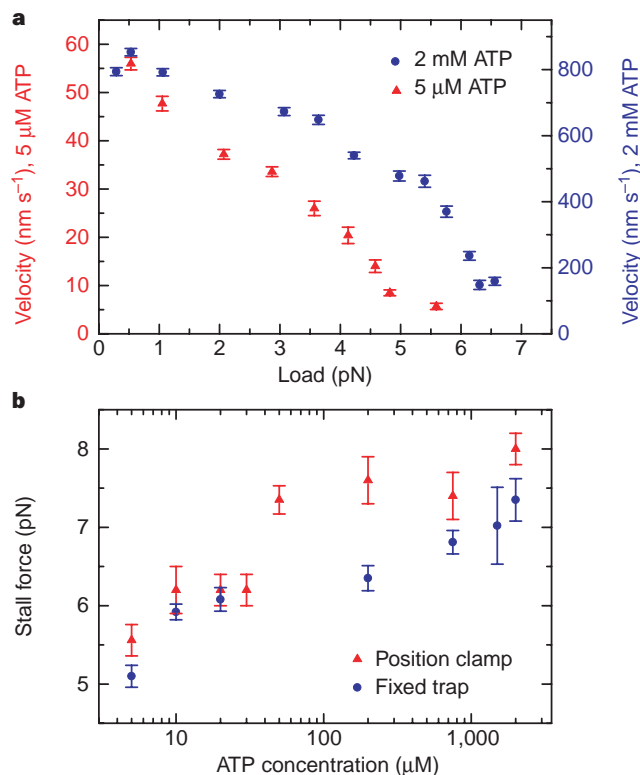 a
60
50
40
30
20
10
0
Velocity (nm s−1), 5 μM ATP
2 mM ATP
5 μM ATP
800
600
400
200
0
Velocity (nm s−1), 2 mM ATP
0 1 2 3 4 5 6 7
Load (pN)
b
8
7
6
5
Stall force (pN)
Position clamp
Fixed trap
10 100 1,000
ATP concentration (μM)